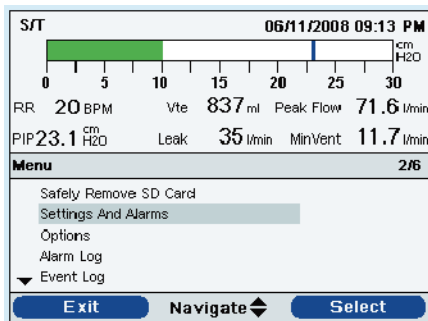 S/T 06/11/2008 09:13 PM
cm
H2O
0 5 10 15 20 25 30
RR 20 BPM Vte 837 ml Peak Flow 71.6 l/min
PIP 23.1 cm H2O Leak 35 l/min MinVent 11.7 l/min
Menu 2/6
Safely Remove SD Card
Settings And Alarms
Options
Alarm Log
Event Log
Exit Navigate Select